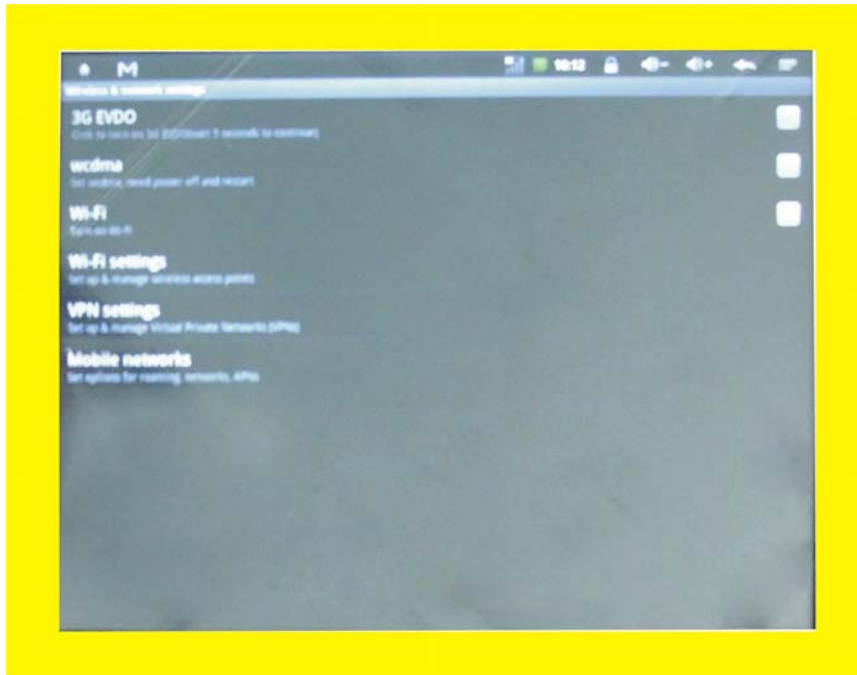 M 10:12
Wireless & network settings
3G EVDO
Click to turn on 3G 5 seconds to continue)
wcdma
Set wcdma, need power off and restart
Wi-Fi
Turn on Wi-Fi
Wi-Fi settings
Set up & manage wireless access points
VPN settings
Set up & manage Virtual Private Networks (VPNs)
Mobile networks
Set options for roaming, networks, APNs